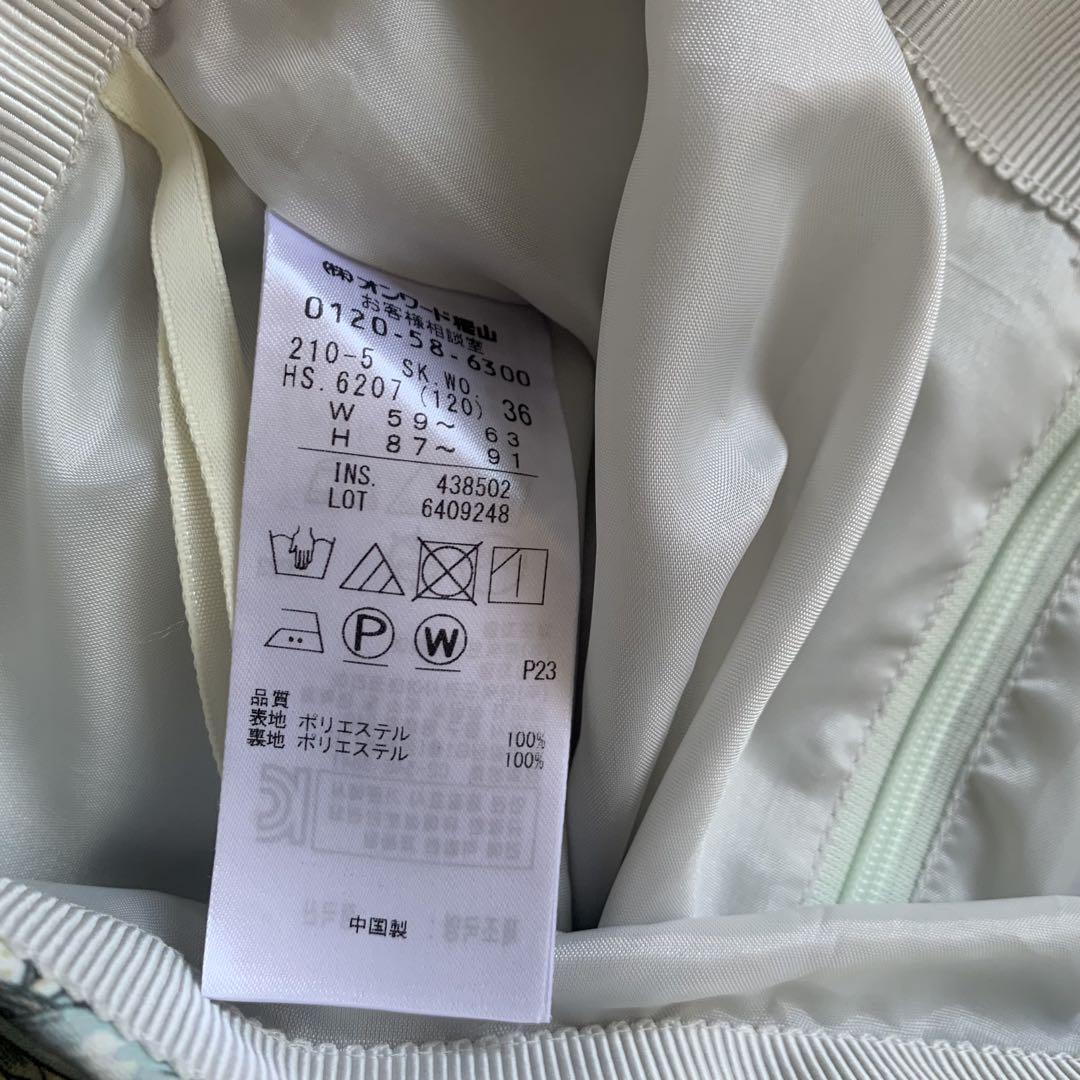 ㈱オンワード樫山
お客様相談室
0120-58-6300
210-5 SK.WO
HS.6207 (120) 36
W 59～ 63
H 87～ 91
INS. 438502
LOT 6409248
P W
P23
品質
表地 ポリエステル 100%
裏地 ポリエステル 100%
中国製